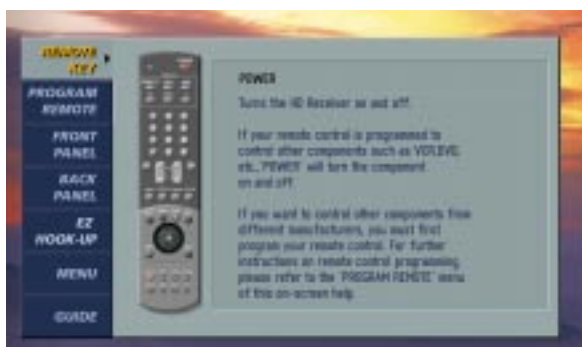 REMOTE
KEY
PROGRAM
REMOTE
FRONT
PANEL
BACK
PANEL
EZ
HOOK-UP
MENU
GUIDE
POWER
Turns the HD Receiver on and off.
If your remote control is programmed to
control other components such as VCR,DVD,
etc, 'POWER' will turn the component
on and off.
If you want to control other components from
different manufacturers, you must first
program your remote control. For further
instructions on remote control programming,
please refer to the 'PROGRAM REMOTE' menu
of this on-screen help.